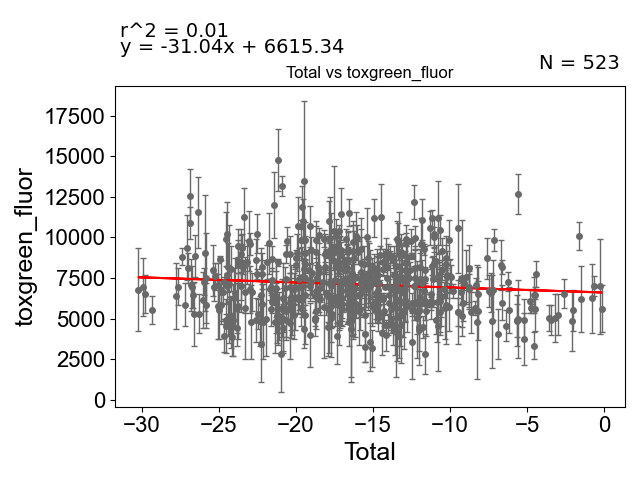 r^2 = 0.01
y = -31.04x + 6615.34
N = 523
Total vs toxgreen_fluor
17500
15000
12500
10000
7500
5000
2500
0
toxgreen_fluor
−30
−25
−20
−15
−10
−5
0
Total